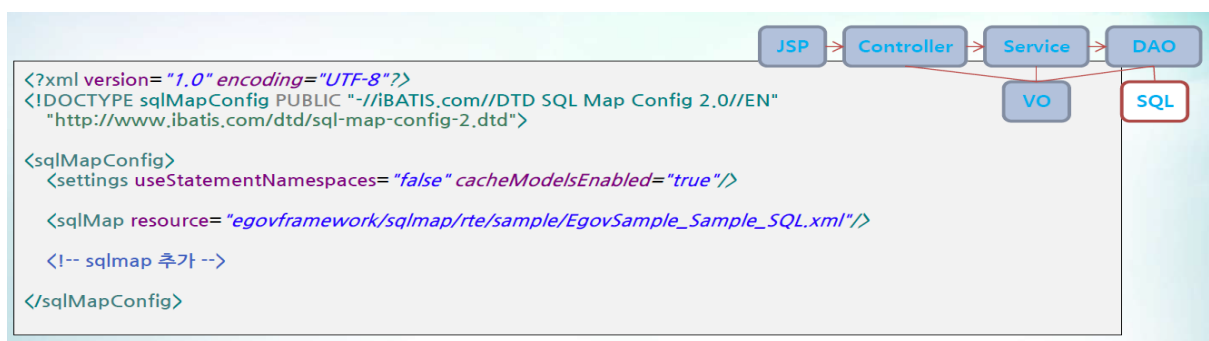 JSP
Controller
Service
DAO
VO
SQL
<?xml version="1.0" encoding="UTF-8"?>
<!DOCTYPE sqlMapConfig PUBLIC "-//iBATIS.com//DTD SQL Map Config 2.0//EN"
"http://www.ibatis.com/dtd/sql-map-config-2.dtd">
<sqlMapConfig>
<settings useStatementNamespaces="false" cacheModelsEnabled="true"/>
<sqlMap resource="egovframework/sqlmap/rte/sample/EgovSample_Sample_SQL.xml"/>
<!-- sqlmap 추가 -->
</sqlMapConfig>